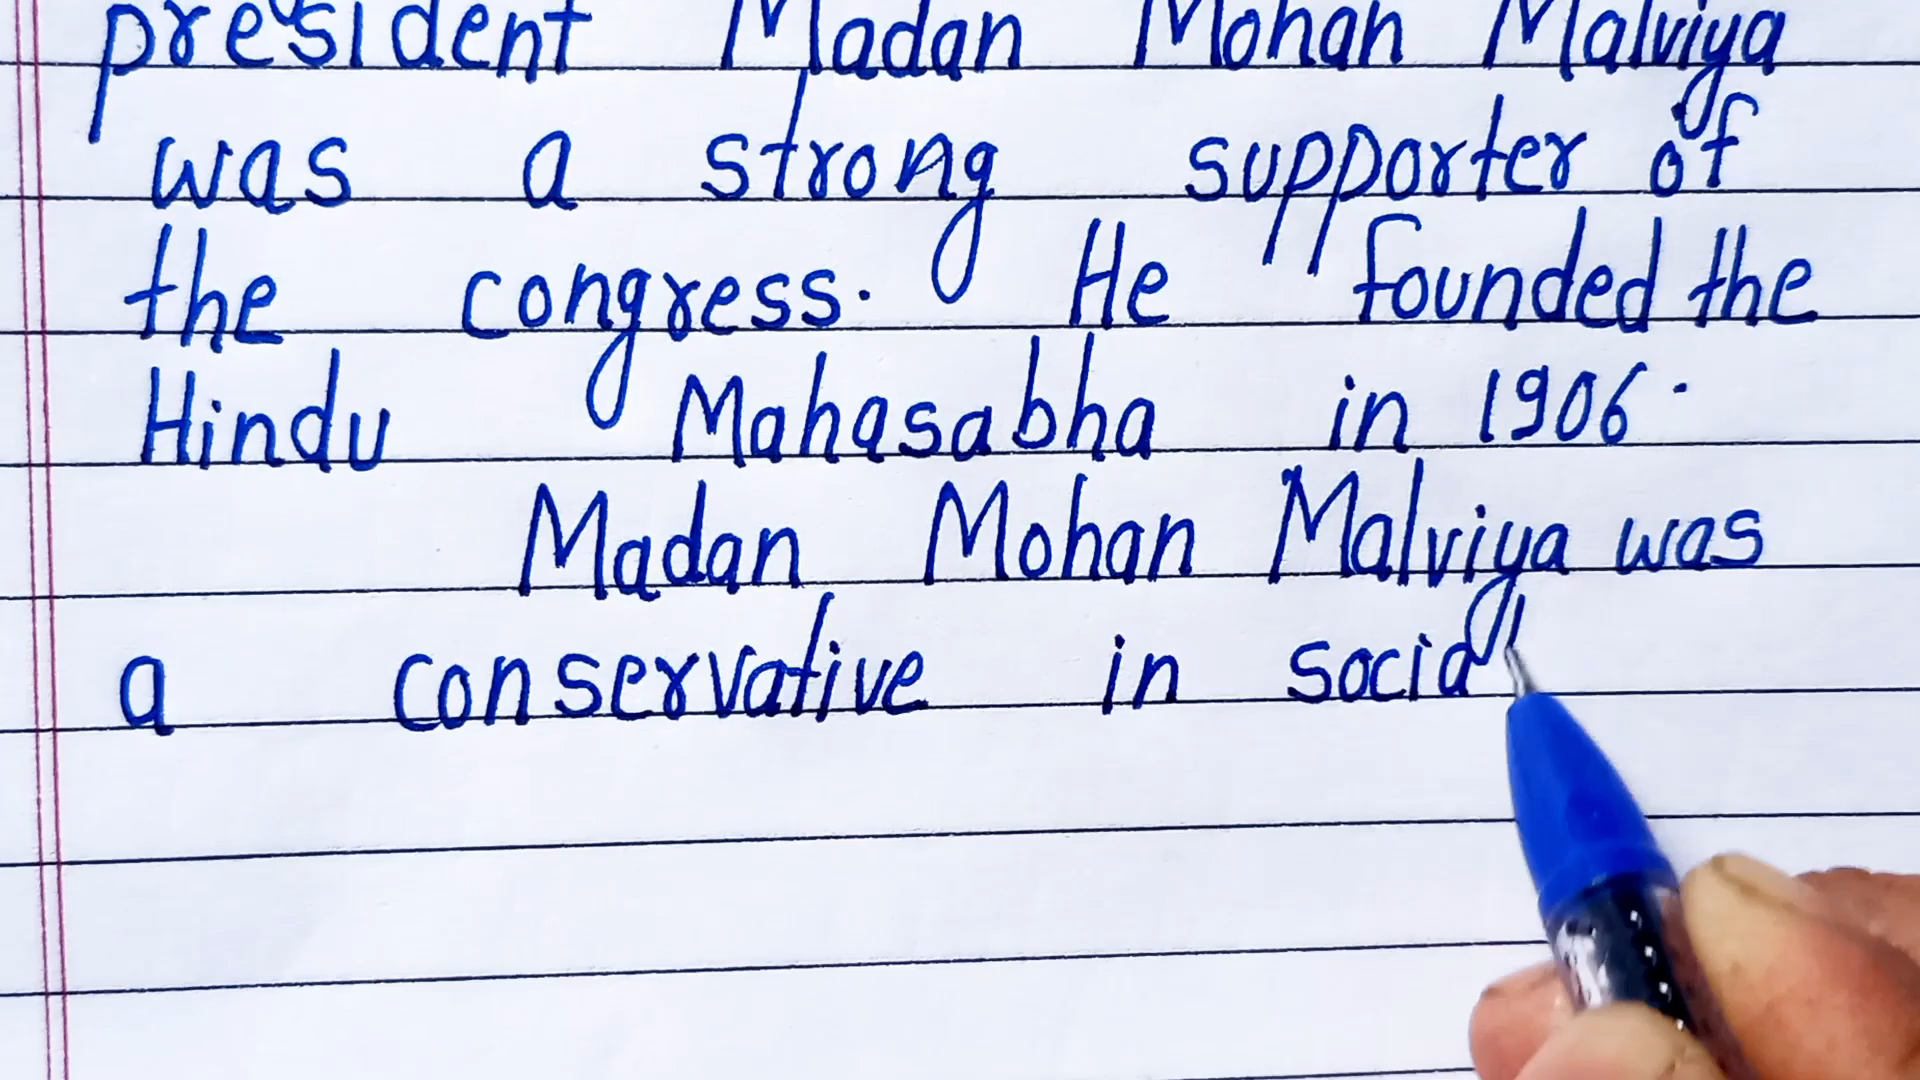 president Madan Mohan Malviya
was a strong supporter of
the congress. He founded the
Hindu Mahasabha in 1906.
Madan Mohan Malviya was
a conservative in social